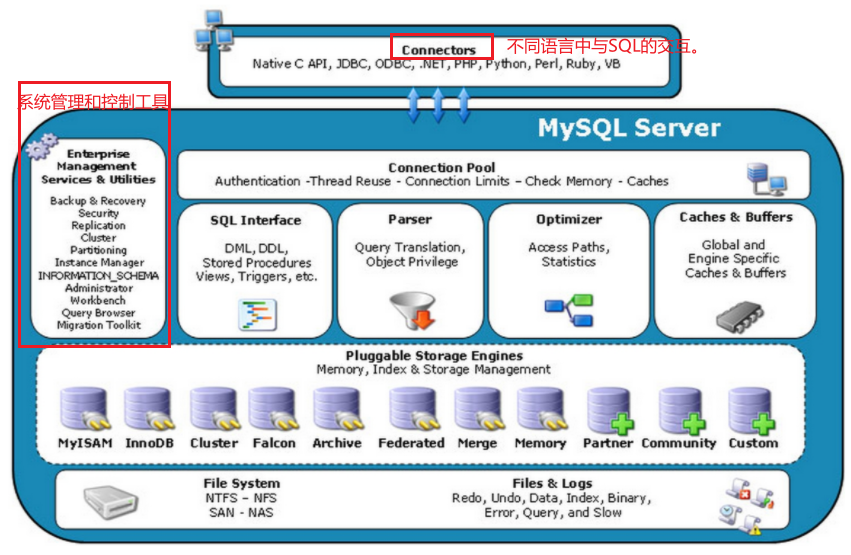 Connectors
不同语言中与SQL的交互。
Native C API, JDBC, ODBC, .NET, PHP, Python, Perl, Ruby, VB
系统管理和控制工具
MySQL Server
Enterprise
Management
Services & Utilities
Backup & Recovery
Security
Replication
Cluster
Partitioning
Instance Manager
INFORMATION_SCHEMA
Administrator
Workbench
Query Browser
Migration Toolkit
Connection Pool
Authentication -Thread Reuse - Connection Limits – Check Memory - Caches
SQL Interface
DML, DDL,
Stored Procedures
Views, Triggers, etc.
Parser
Query Translation,
Object Privilege
Optimizer
Access Paths,
Statistics
Caches & Buffers
Global and
Engine Specific
Caches & Buffers
Pluggable Storage Engines
Memory, Index & Storage Management
MyISAM InnoDB Cluster Falcon Archive Federated Merge Memory Partner Community Custom
File System
NTFS – NFS
SAN - NAS
Files & Logs
Redo, Undo, Data, Index, Binary,
Error, Query, and Slow